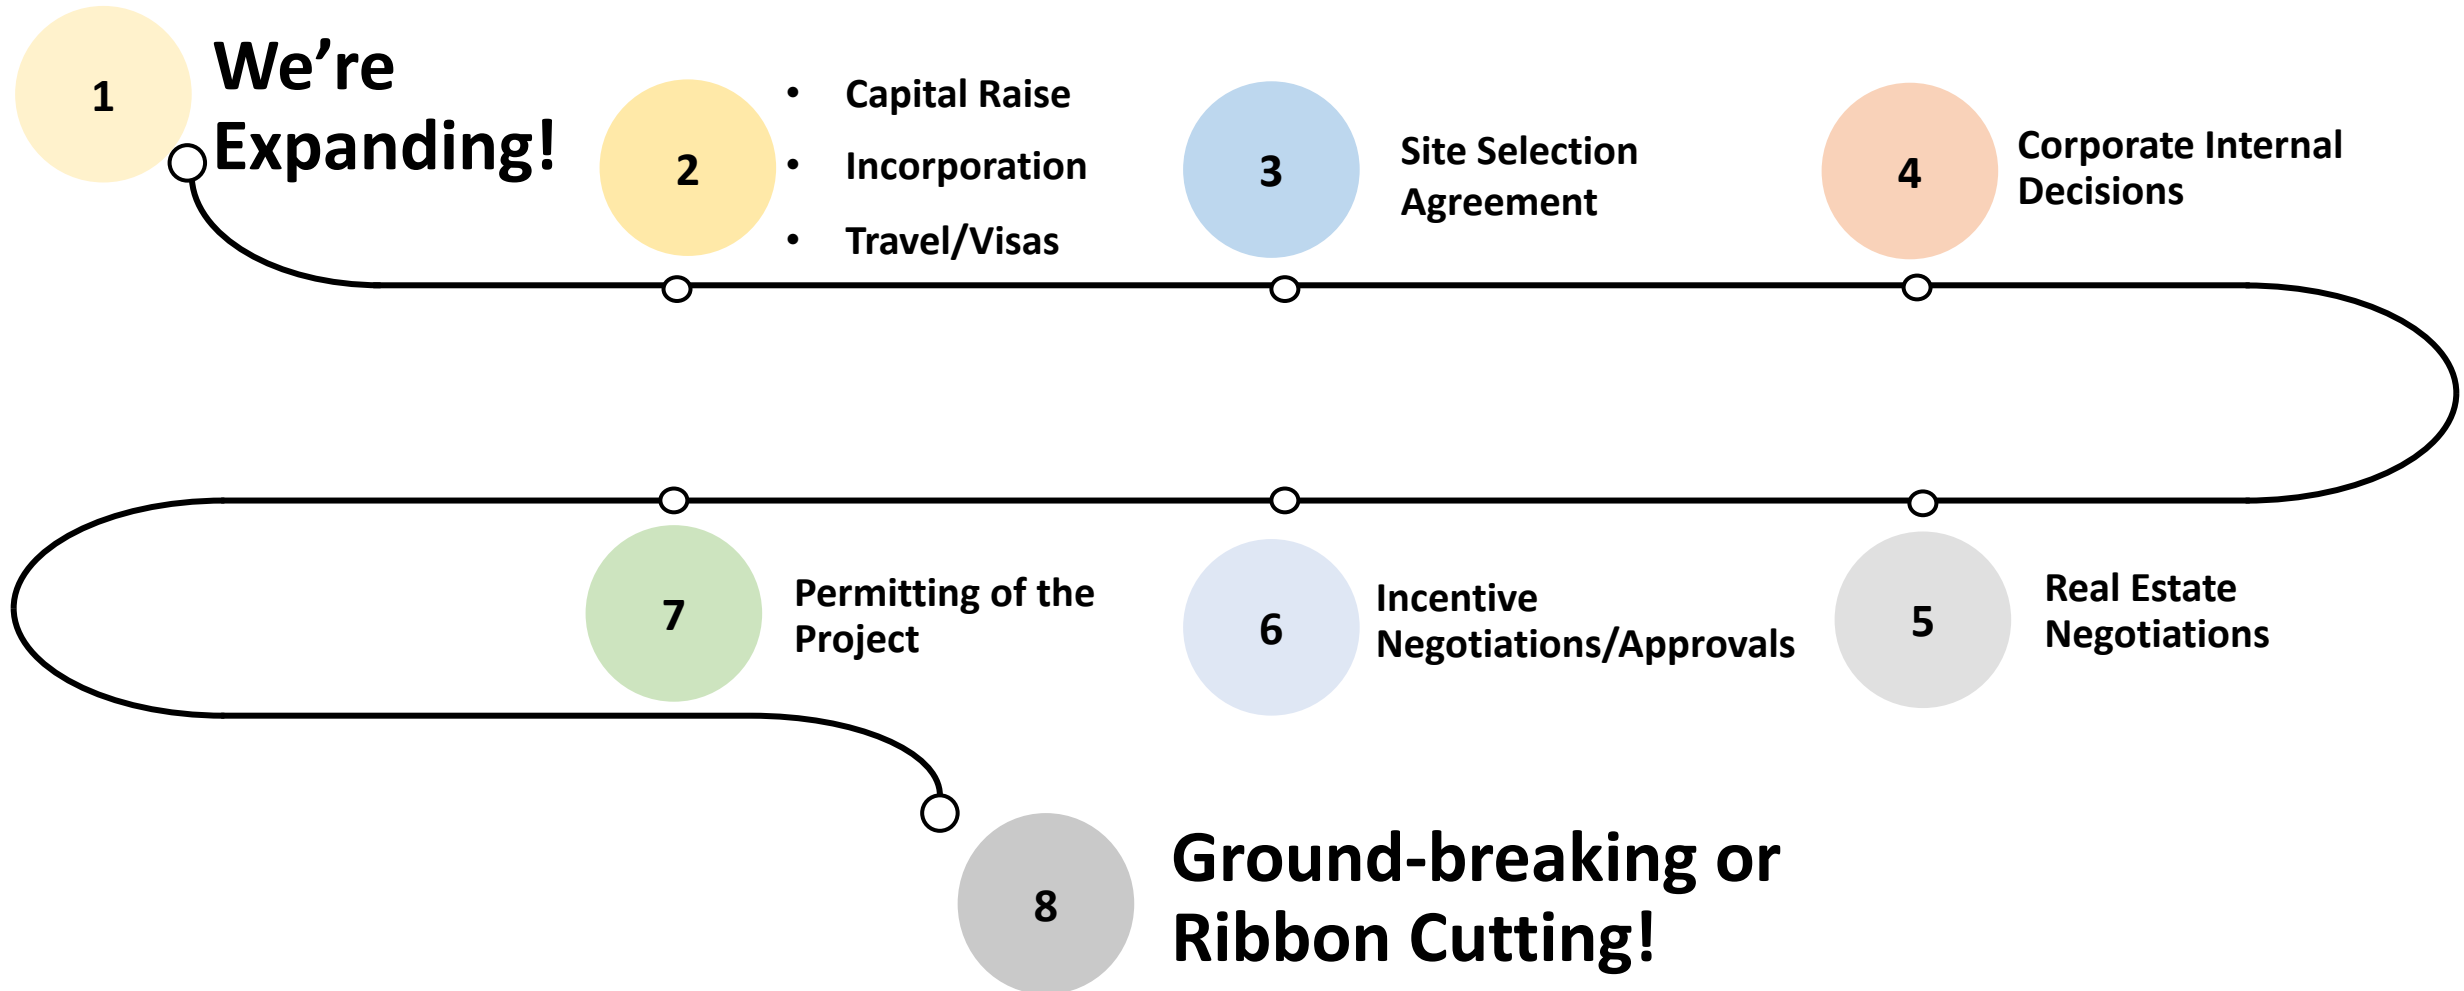 1
We’re
Expanding!
2
• Capital Raise
• Incorporation
• Travel/Visas
3
Site Selection
Agreement
4
Corporate Internal
Decisions
5
Real Estate
Negotiations
6
Incentive
Negotiations/Approvals
7
Permitting of the
Project
8
Ground-breaking or
Ribbon Cutting!